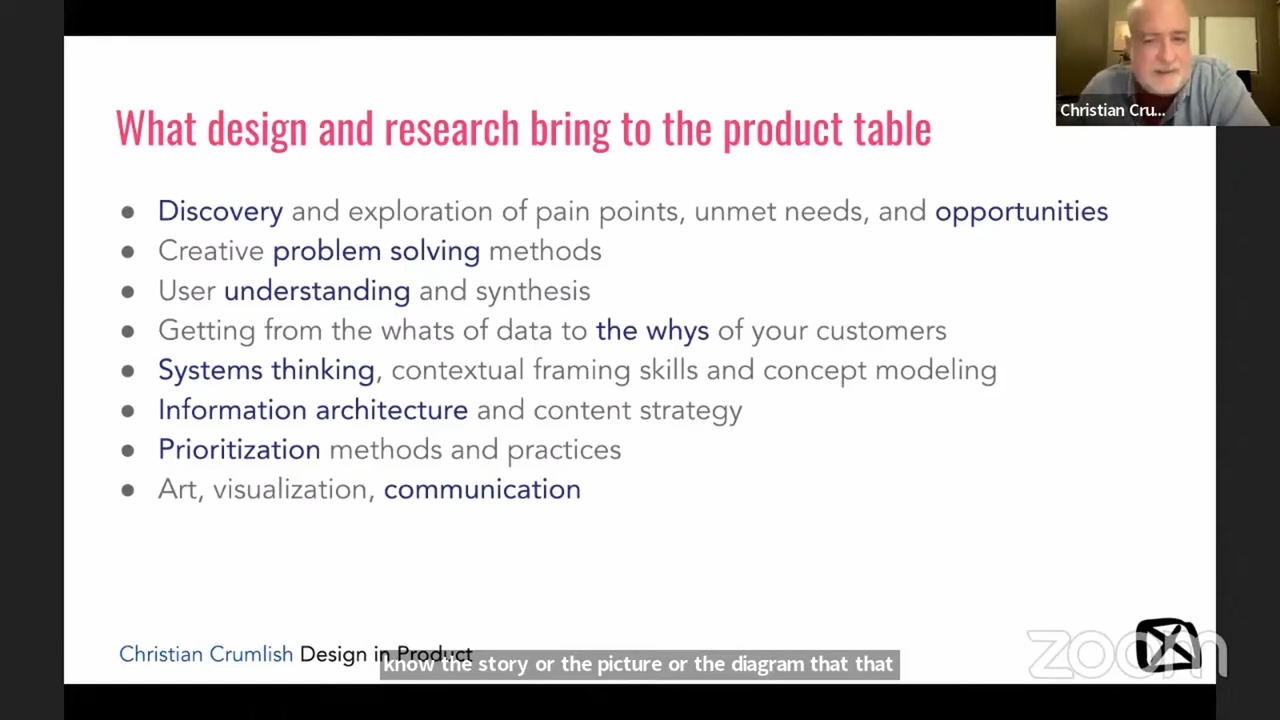 What design and research bring to the product table
Christian Cru...
● Discovery and exploration of pain points, unmet needs, and opportunities
● Creative problem solving methods
● User understanding and synthesis
● Getting from the whats of data to the whys of your customers
● Systems thinking, contextual framing skills and concept modeling
● Information architecture and content strategy
● Prioritization methods and practices
● Art, visualization, communication
Christian Crumlish Design in Product
know the story or the picture or the diagram that that
zoom